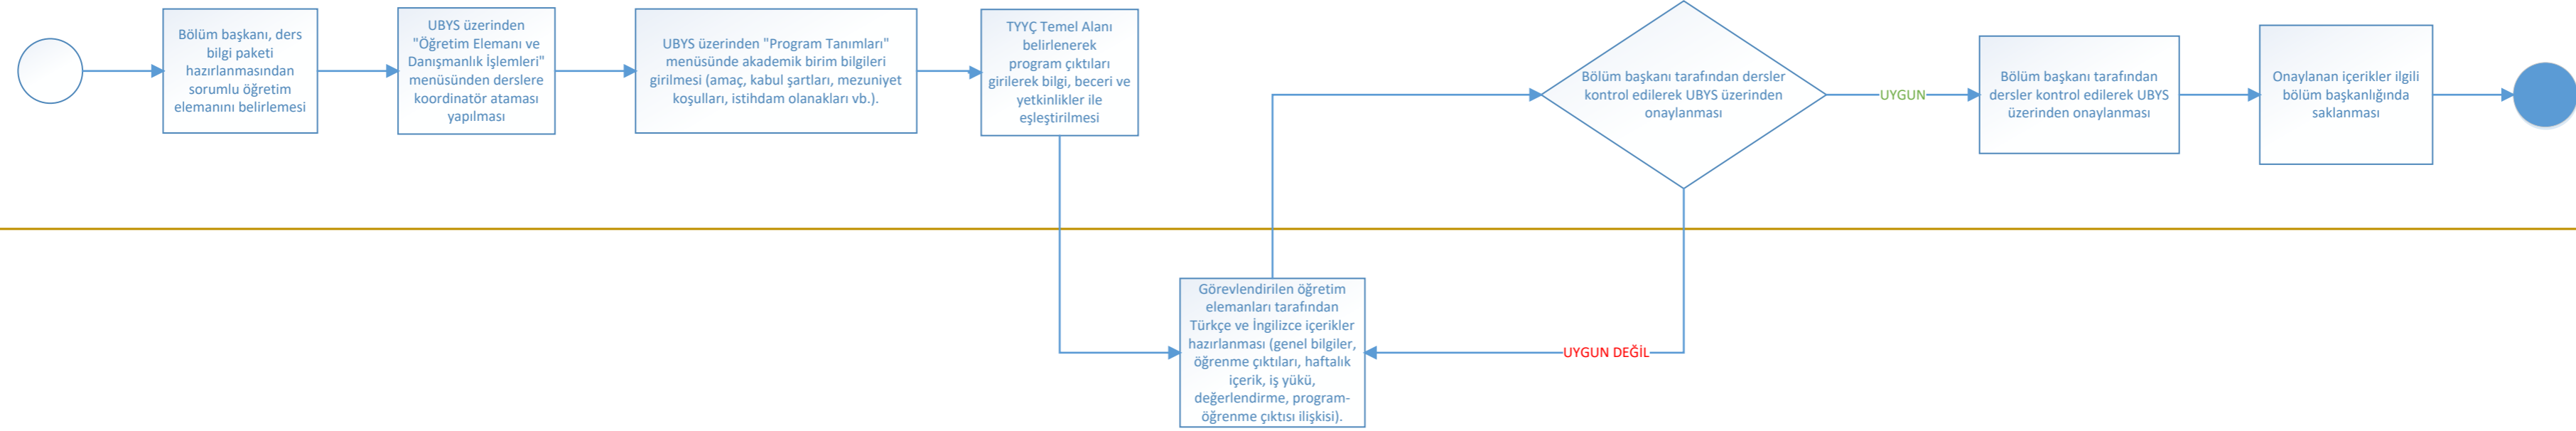 Bölüm başkanı, ders
bilgi paketi
hazırlanmasından
sorumlu öğretim
elemanını belirlemesi
UBYS üzerinden
"Öğretim Elemanı ve
Danışmanlık İşlemleri"
menüsünden derslere
koordinatör ataması
yapılması
UBYS üzerinden "Program Tanımları"
menüsünde akademik birim bilgileri
girilmesi (amaç, kabul şartları, mezuniyet
koşulları, istihdam olanakları vb.).
TYYÇ Temel Alanı
belirlenerek
program çıktıları
girilerek bilgi, beceri ve
yetkinlikler ile
eşleştirilmesi
Görevlendirilen öğretim
elemanları tarafından
Türkçe ve İngilizce içerikler
hazırlanması (genel bilgiler,
öğrenme çıktıları, haftalık
içerik, iş yükü,
değerlendirme, program-
öğrenme çıktısı ilişkisi).
Bölüm başkanı tarafından dersler
kontrol edilerek UBYS üzerinden
onaylanması
UYGUN DEĞİL
UYGUN
Bölüm başkanı tarafından
dersler kontrol edilerek UBYS
üzerinden onaylanması
Onaylanan içerikler ilgili
bölüm başkanlığında
saklanması